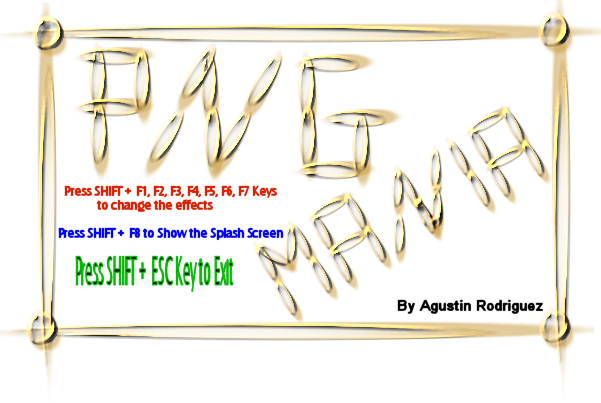 PNG
MANIA
Press SHIFT + F1, F2, F3, F4, F5, F6, F7 Keys
to change the effects
Press SHIFT + F8 to Show the Splash Screen
Press SHIFT + ESC Key to Exit
By Agustin Rodriguez